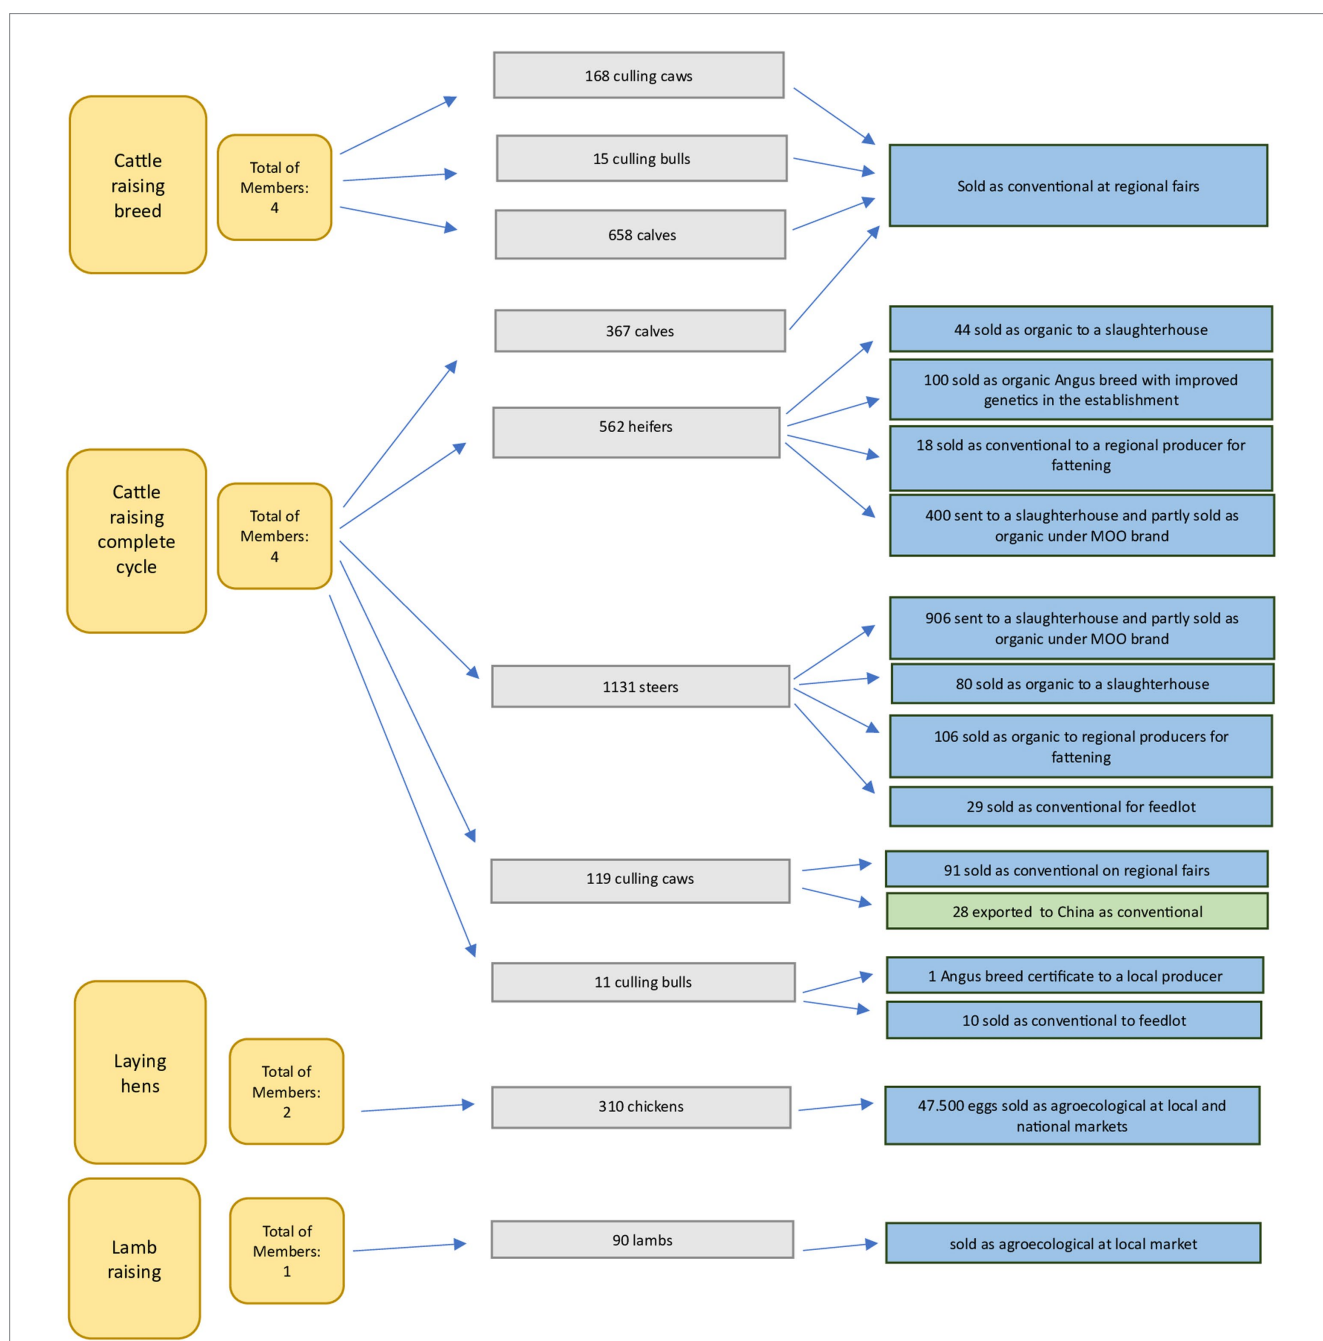 Cattle
raising
breed
Total of
Members:
4
168 culling caws
15 culling bulls
658 calves
Sold as conventional at regional fairs
Cattle
raising
complete
cycle
Total of
Members:
4
367 calves
562 heifers
44 sold as organic to a slaughterhouse
100 sold as organic Angus breed with improved
genetics in the establishment
18 sold as conventional to a regional producer for
fattening
400 sent to a slaughterhouse and partly sold as
organic under MOO brand
1131 steers
906 sent to a slaughterhouse and partly sold as
organic under MOO brand
80 sold as organic to a slaughterhouse
106 sold as organic to regional producers for
fattening
29 sold as conventional for feedlot
119 culling caws
91 sold as conventional on regional fairs
28 exported to China as conventional
11 culling bulls
1 Angus breed certificate to a local producer
10 sold as conventional to feedlot
Laying
hens
Total of
Members:
2
310 chickens
47.500 eggs sold as agroecological at local and
national markets
Lamb
raising
Total of
Members:
1
90 lambs
sold as agroecological at local market